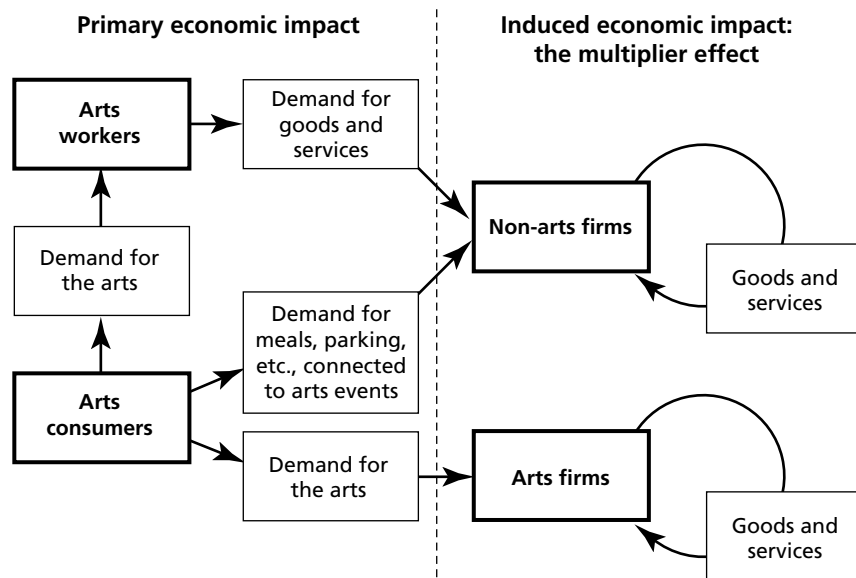 Primary economic impact
Induced economic impact:
the multiplier effect
Arts
workers
Demand for
goods and
services
Non-arts firms
Goods and
services
Demand for
the arts
Demand for
meals, parking,
etc., connected
to arts events
Arts
consumers
Demand for
the arts
Arts firms
Goods and
services